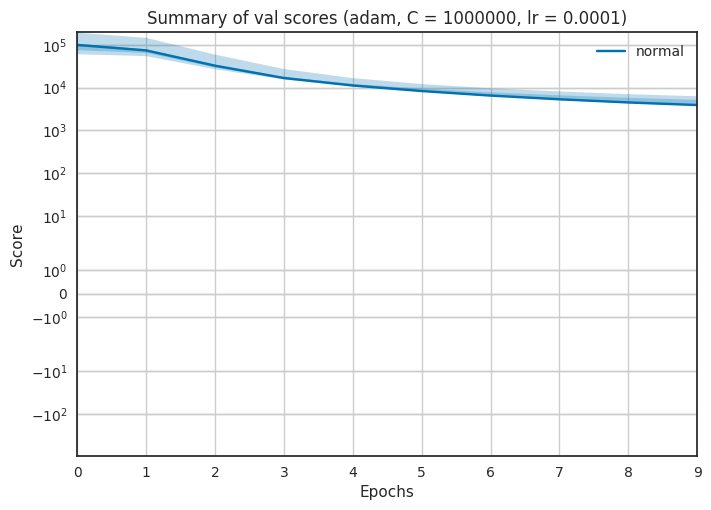 Summary of val scores (adam, C = 1000000, lr = 0.0001)
normal
Score
10^5
10^4
10^3
10^2
10^1
10^0
0
−10^0
−10^1
−10^2
0 1 2 3 4 5 6 7 8 9
Epochs